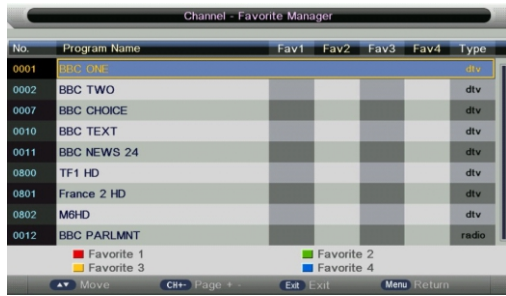 Channel - Favorite Manager
No. Program Name Fav1 Fav2 Fav3 Fav4 Type
0001 BBC ONE dtv
0002 BBC TWO dtv
0007 BBC CHOICE dtv
0010 BBC TEXT dtv
0011 BBC NEWS 24 dtv
0800 TF1 HD dtv
0801 France 2 HD dtv
0802 M6HD dtv
0012 BBC PARLMNT radio
Favorite 1 Favorite 2
Favorite 3 Favorite 4
▲▼ Move CH+- Page + - Exit Exit Menu Return